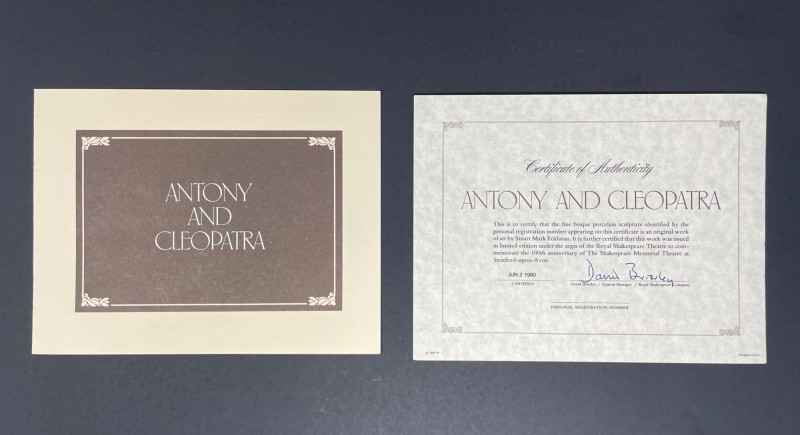 ANTONY
AND
CLEOPATRA
Certificate of Authenticity
ANTONY AND CLEOPATRA
This is to certify that the fine bisque porcelain sculpture identified by the
personal registration number appearing on this certificate is an original work
of art by Stuart Mark Feldman. It is further certified that this work was issued
in limited edition under the aegis of the Royal Shakespeare Theatre to com-
memorate the 100th anniversary of The Shakespeare Memorial Theatre at
Stratford-upon-Avon.
JUN 2 1980
David Brierley
CERTIFIED
David Brierley / General Manager / Royal Shakespeare Company
PERSONAL REGISTRATION NUMBER